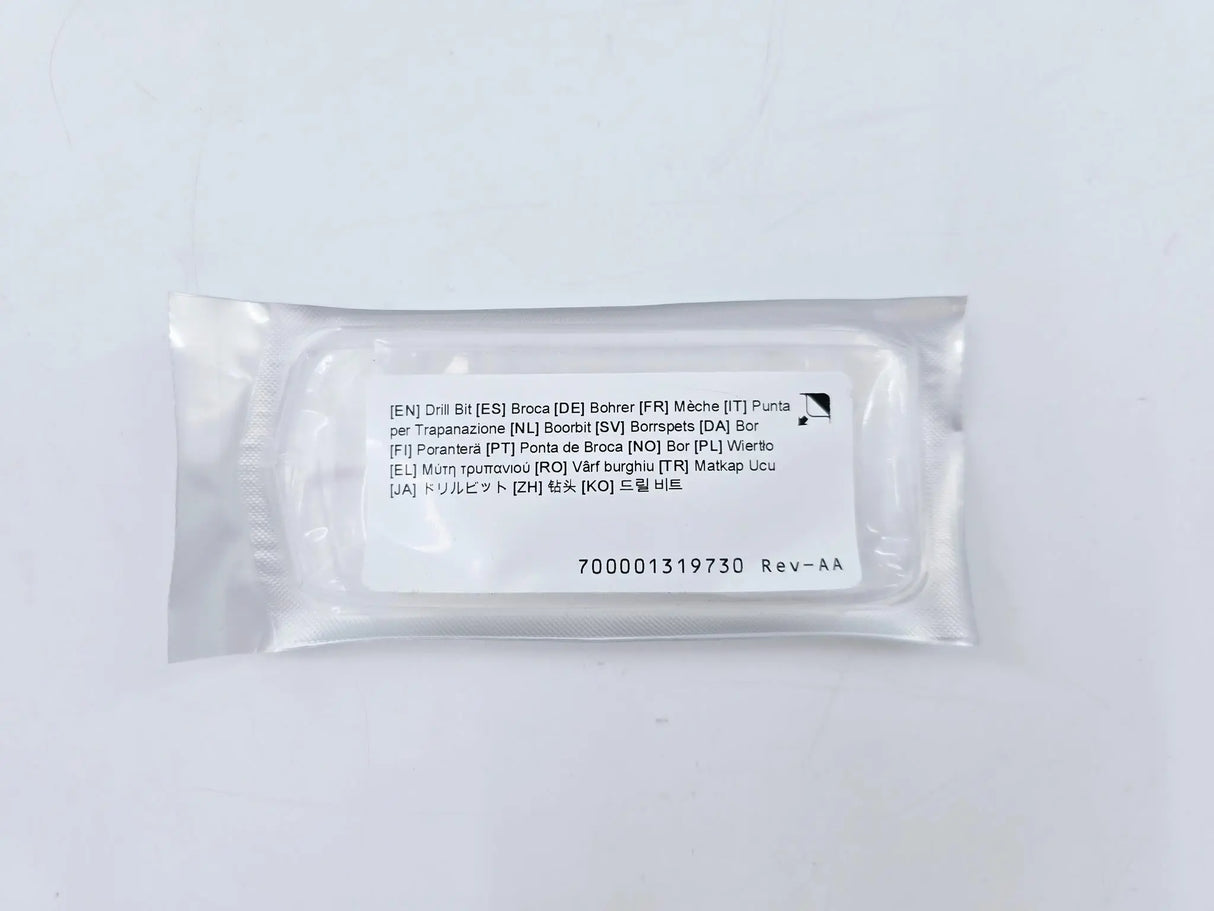 [EN] Drill Bit [ES] Broca [DE] Bohrer [FR] Mèche [IT] Punta
per Trapanazione [NL] Boorbit [SV] Borrspets [DA] Bor
[FI] Poranterä [PT] Ponta de Broca [NO] Bor [PL] Wiertło
[EL] Μύτη τρυπανιού [RO] Vârf burghiu [TR] Matkap Ucu
[JA] ドリルビット [ZH] 钻头 [KO] 드릴 비트
700001319730 Rev-AA